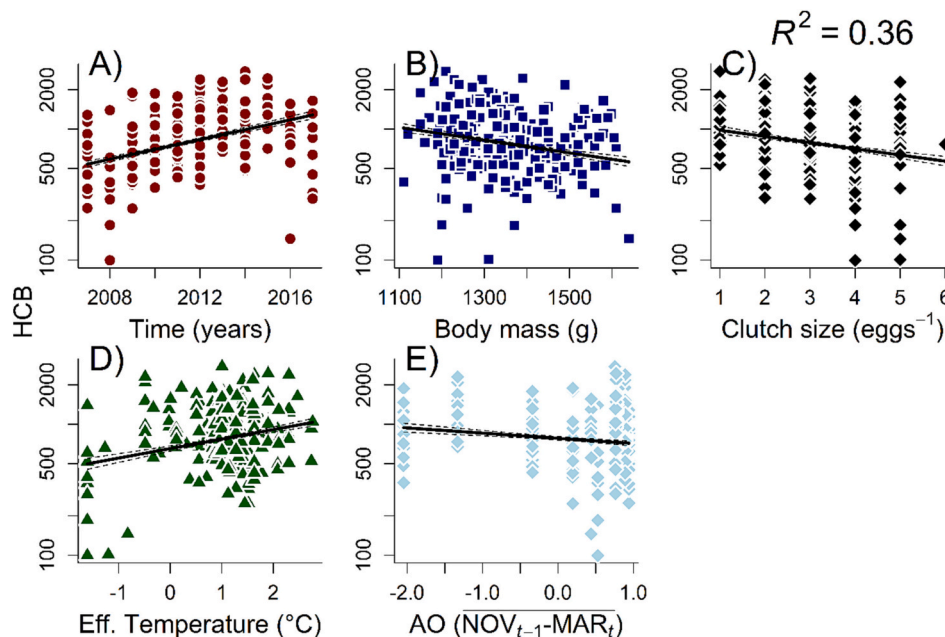 R² = 0.36
A) B) C)
2000 2000 2000
500 500 500
100 100 100
2008 2012 2016 1100 1300 1500 1 2 3 4 5 6
HCB
Time (years) Body mass (g) Clutch size (eggs⁻¹)
D) E)
2000 2000
500 500
100 100
-1 0 1 2 -2.0 -1.0 0.0 1.0
Eff. Temperature (°C) AO (NOVₜ₋₁-MARₜ)